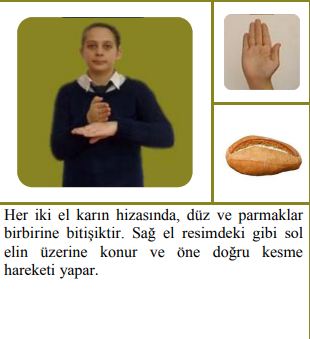 Her iki el karın hizasında, düz ve parmaklar
birbirine bitişiktir. Sağ el resimdeki gibi sol
elin üzerine konur ve öne doğru kesme
hareketi yapar.